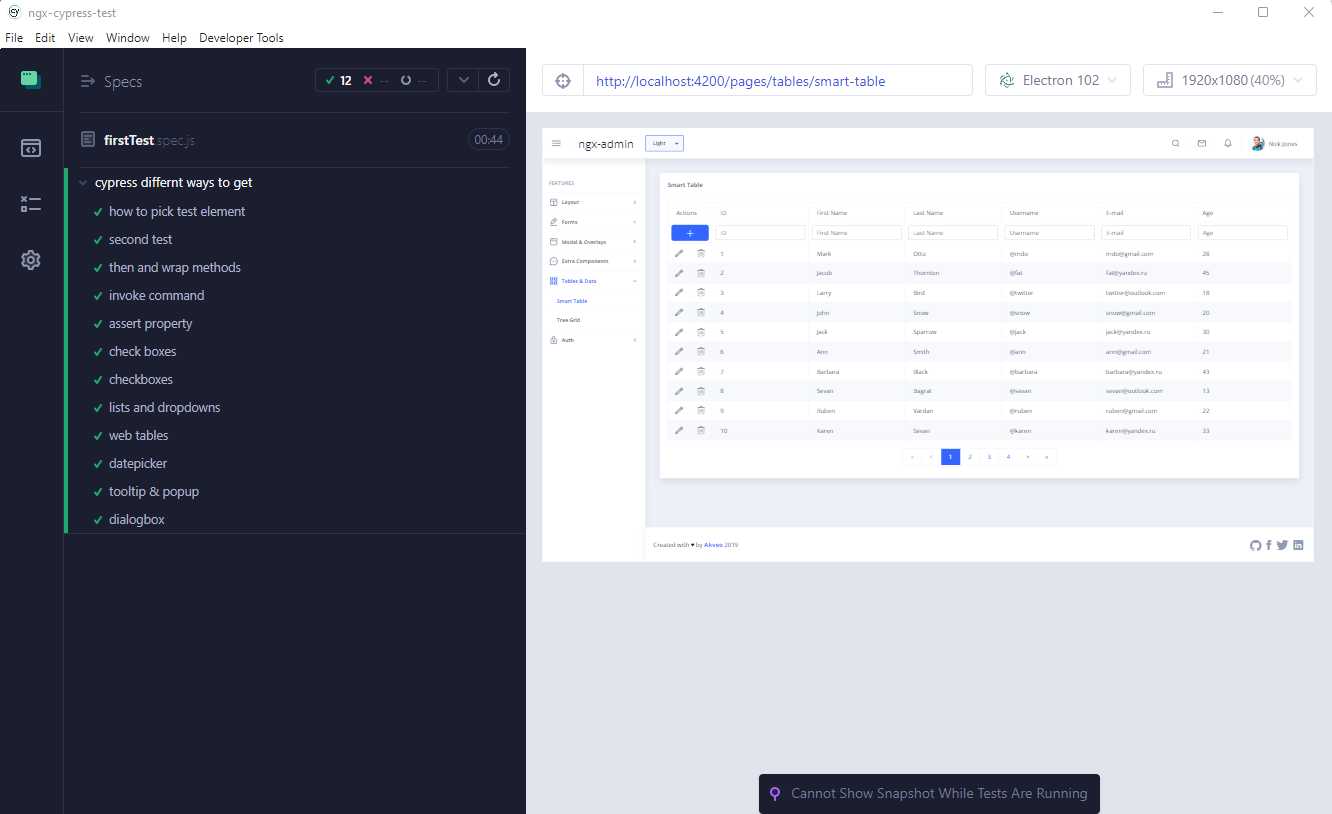 ngx-cypress-test
File Edit View Window Help Developer Tools
Specs 12 -- --
firstTest.spec.js 00:44
cypress differnt ways to get
how to pick test element
second test
then and wrap methods
invoke command
assert property
check boxes
checkboxes
lists and dropdowns
web tables
datepicker
tooltip & popup
dialogbox
http://localhost:4200/pages/tables/smart-table Electron 102 1920x1080 (40%)
ngx-admin Light Nick Jones
FEATURES
Layout
Forms
Modal & Overlays
Extra Components
Tables & Data
Smart Table
Tree Grid
Auth
Smart Table
Actions ID First Name Last Name Username E-mail Age
+ ID First Name Last Name Username E-mail Age
1 Mark Otto @mdo mdo@gmail.com 28
2 Jacob Thornton @fat fat@yandex.ru 45
3 Larry Bird @twitter twitter@outlook.com 18
4 John Snow @snow snow@gmail.com 20
5 Jack Sparrow @jack jack@yandex.ru 30
6 Ann Smith @ann ann@gmail.com 21
7 Barbara Black @barbara barbara@yandex.ru 43
8 Sevan Bagrat @sevan sevan@outlook.com 13
9 Ruben Vardan @ruben ruben@gmail.com 22
10 Karen Sevan @karen karen@yandex.ru 33
« < 1 2 3 4 > »
Created with ♥ by Akveo 2019
Cannot Show Snapshot While Tests Are Running